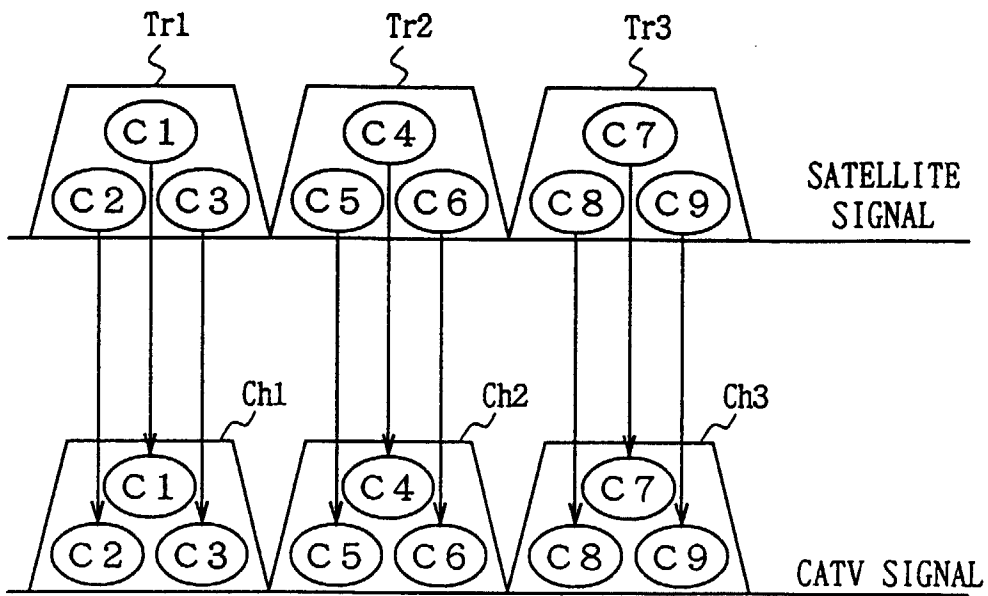 Tr1 Tr2 Tr3
C1 C4 C7
C2 C3 C5 C6 C8 C9
SATELLITE
SIGNAL
Ch1 Ch2 Ch3
C1 C4 C7
C2 C3 C5 C6 C8 C9
CATV SIGNAL